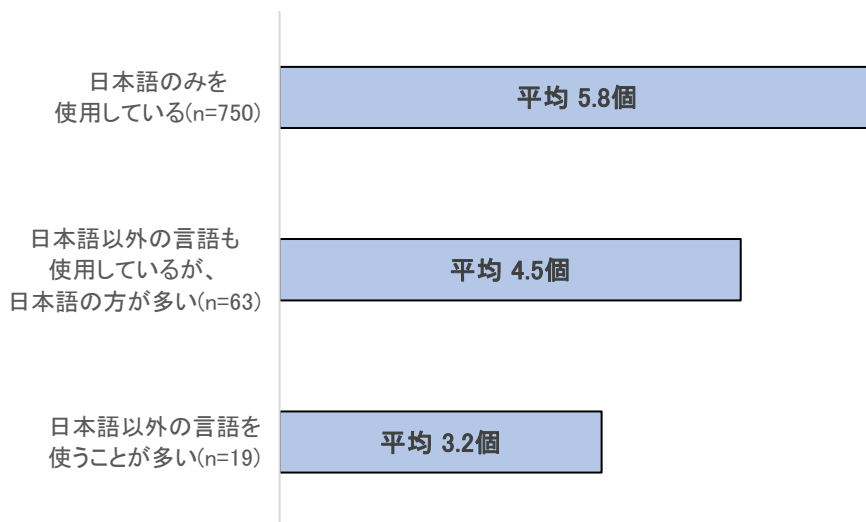 日本語のみを
使用している(n=750)
平均 5.8個
日本語以外の言語も
使用しているが、
日本語の方が多い(n=63)
平均 4.5個
日本語以外の言語を
使うことが多い(n=19)
平均 3.2個